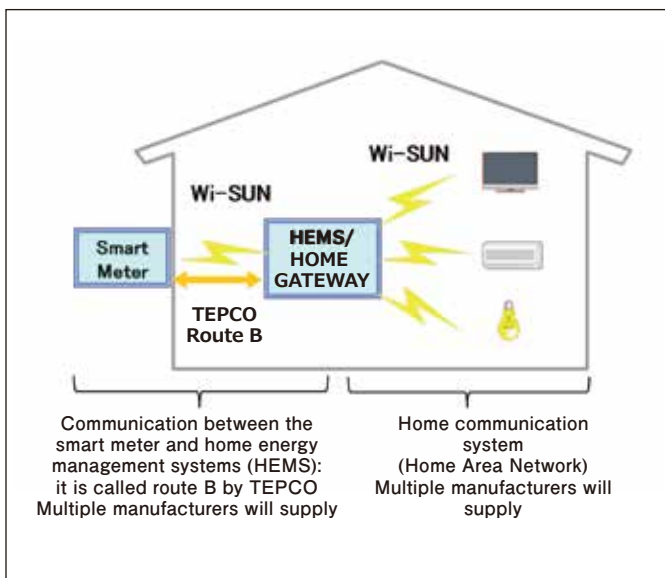 Wi-SUN
Wi-SUN
Smart
Meter
HEMS/
HOME
GATEWAY
TEPCO
Route B
Communication between the
smart meter and home energy
management systems (HEMS):
it is called route B by TEPCO
Multiple manufacturers will supply
Home communication
system
(Home Area Network)
Multiple manufacturers will
supply